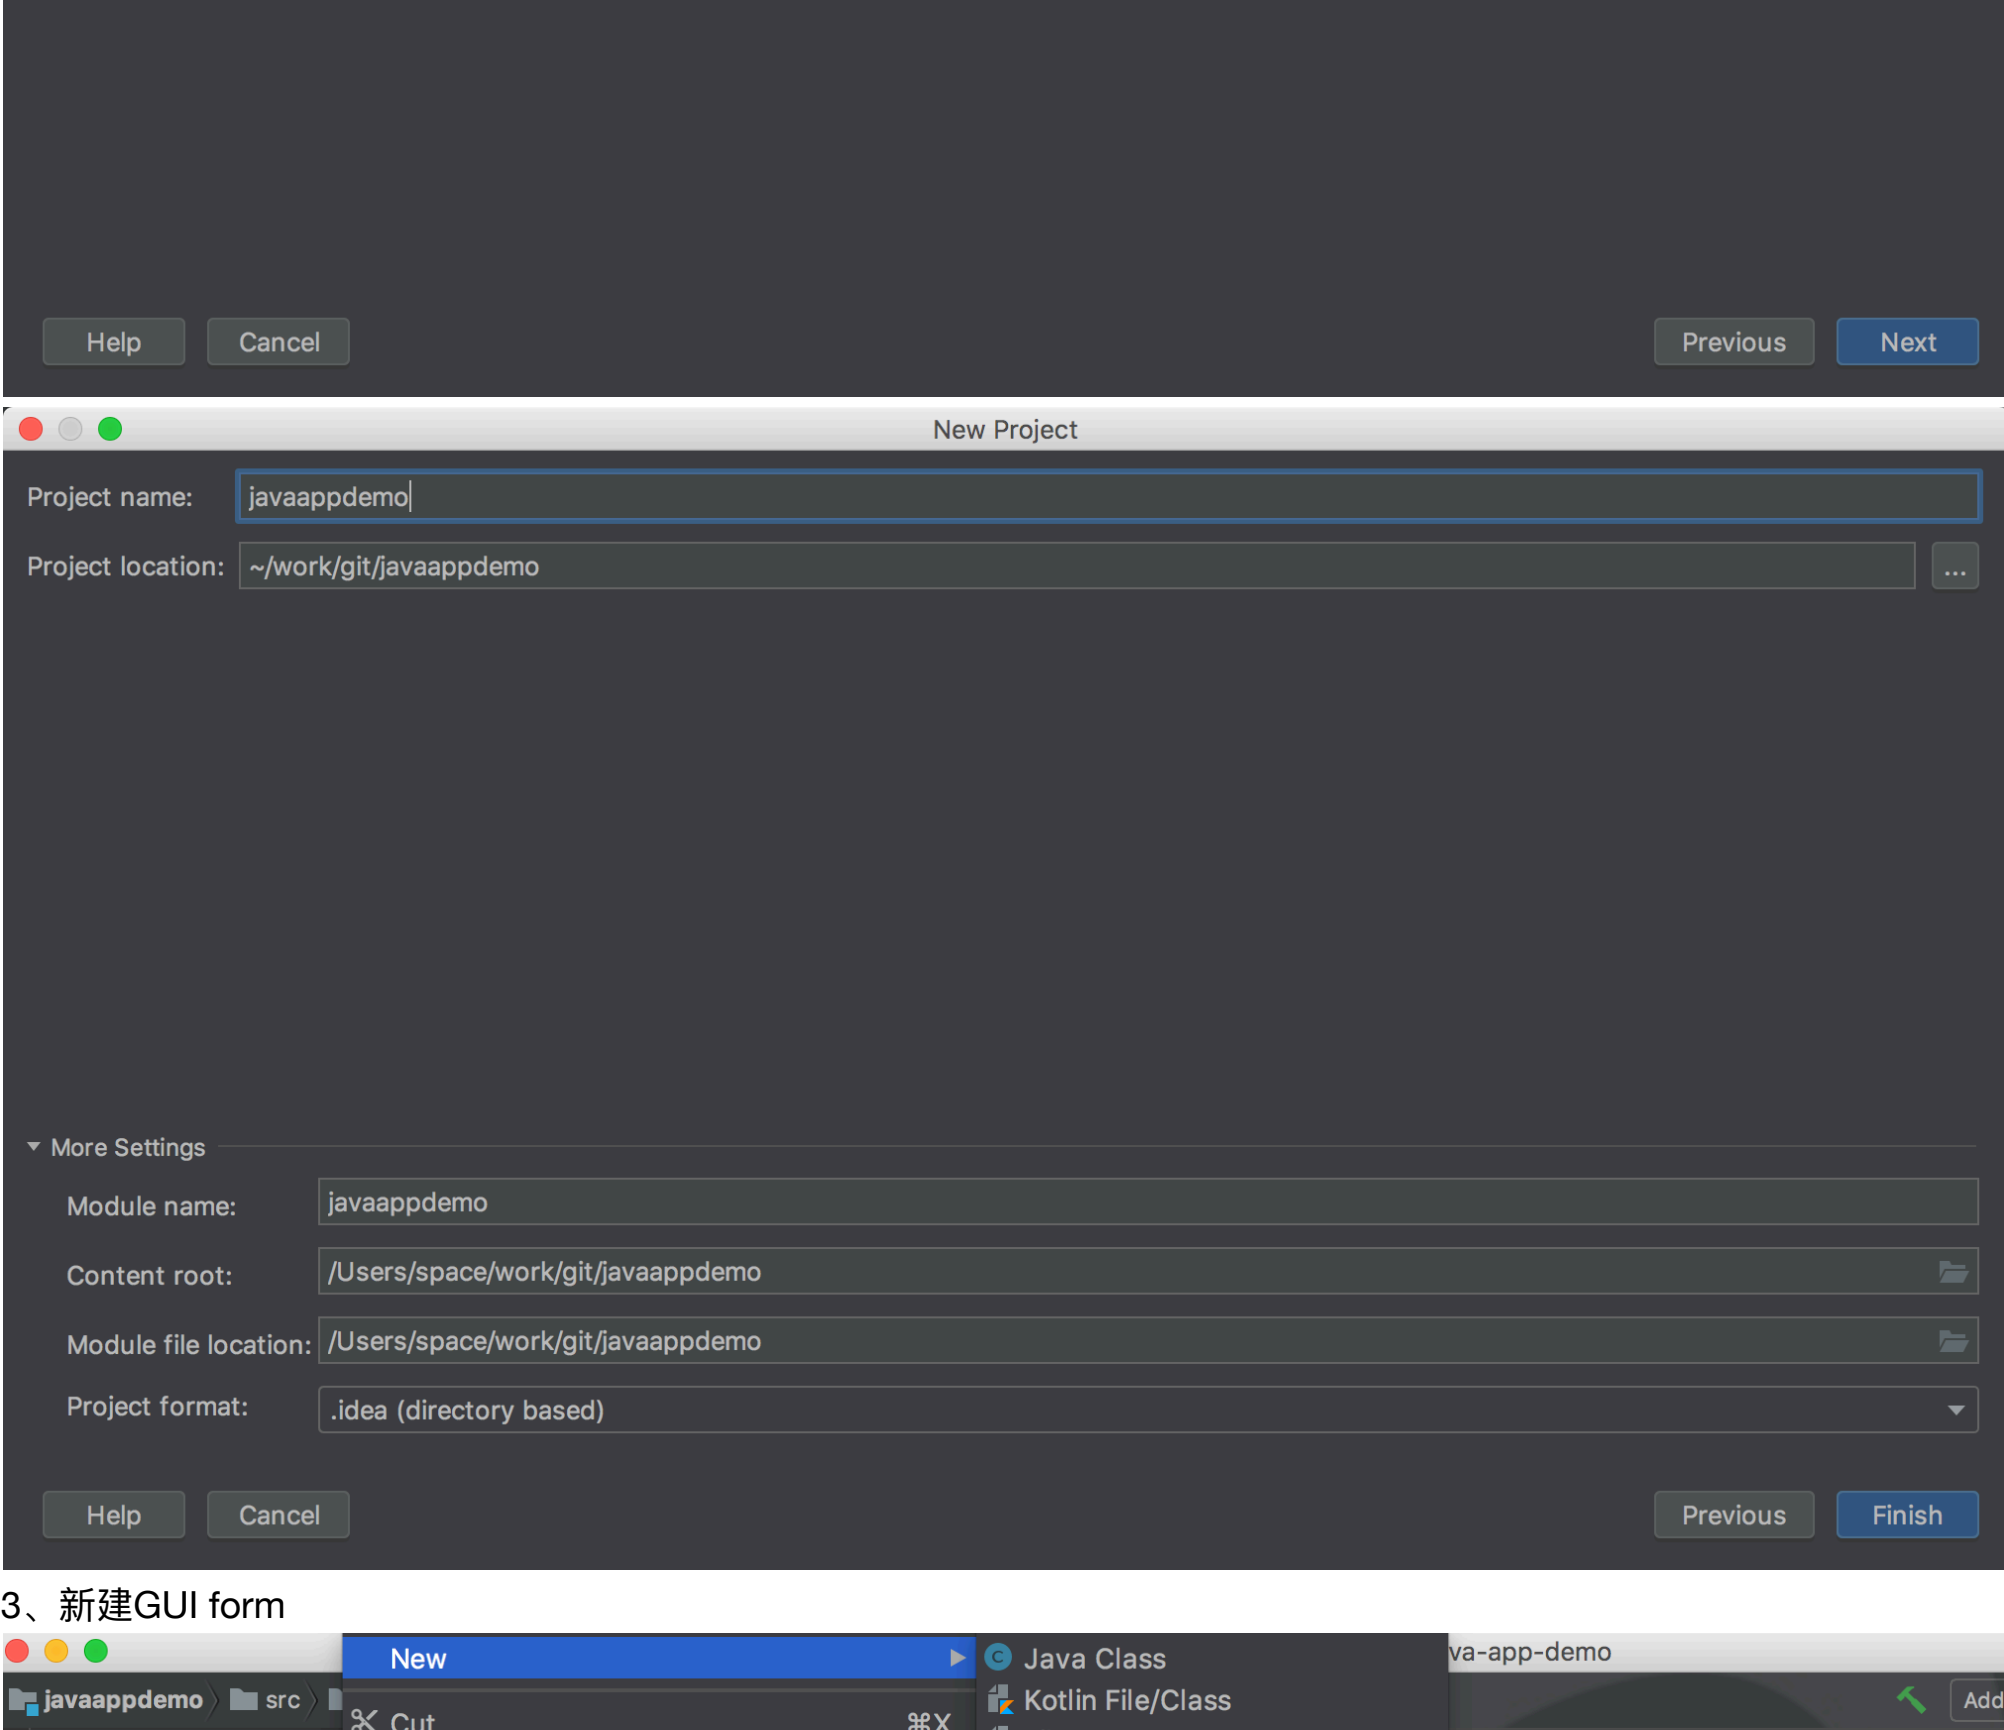 Help Cancel Previous Next
New Project
Project name: javaappdemo
Project location: ~/work/git/javaappdemo ...
More Settings
Module name: javaappdemo
Content root: /Users/space/work/git/javaappdemo
Module file location: /Users/space/work/git/javaappdemo
Project format: .idea (directory based)
Help Cancel Previous Finish
3、新建GUI form
New Java Class va-app-demo
javaappdemo src Kotlin File/Class Add
Cut ⌘X